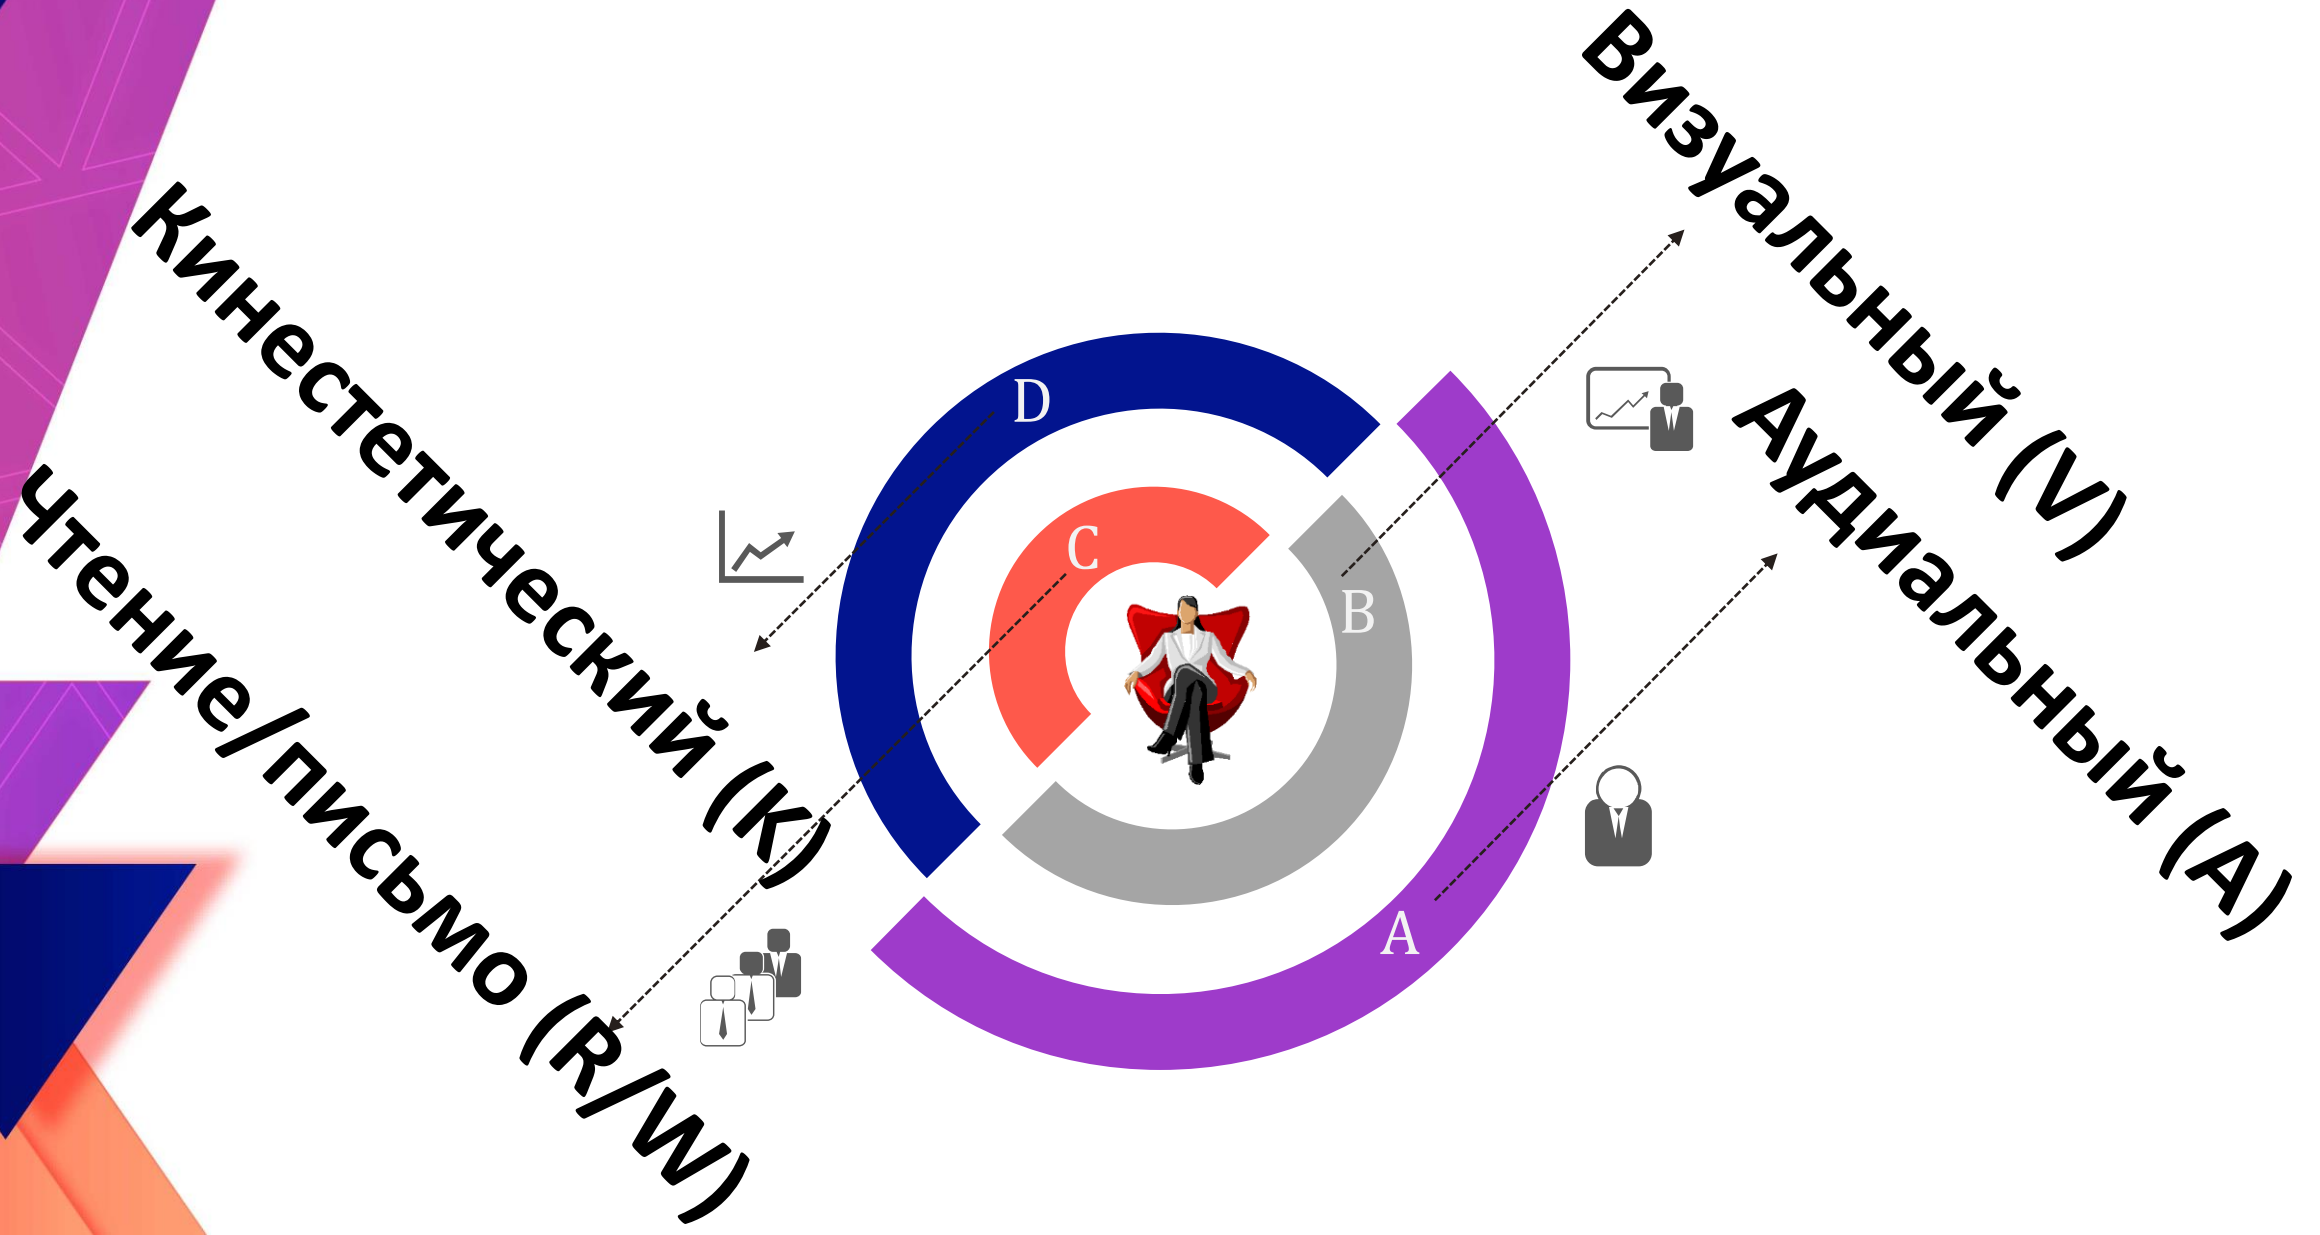 Визуальный (V)
Аудиальный (A)
Кинестетический (K)
Чтение/письмо (R/W)
D
C
B
A